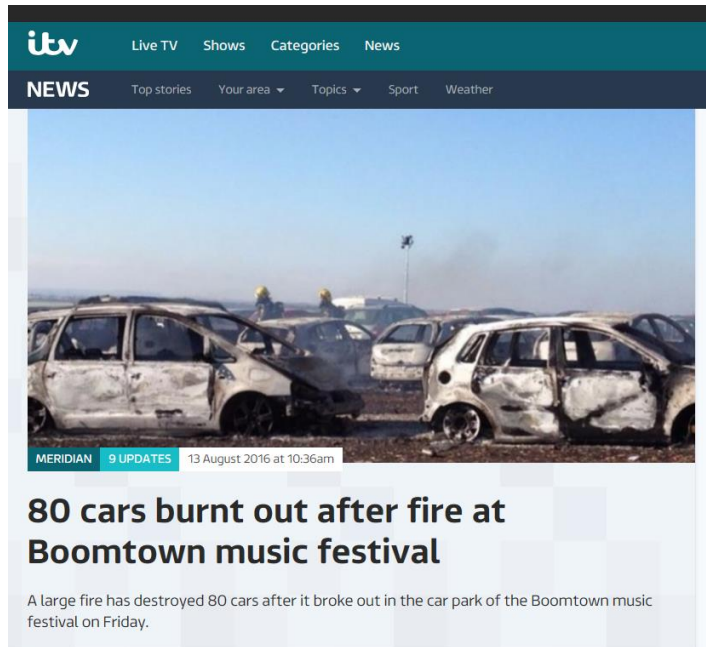 itv Live TV Shows Categories News
NEWS Top stories Your area Topics Sport Weather
MERIDIAN 9 UPDATES 13 August 2016 at 10:36am
80 cars burnt out after fire at
Boomtown music festival
A large fire has destroyed 80 cars after it broke out in the car park of the Boomtown music
festival on Friday.